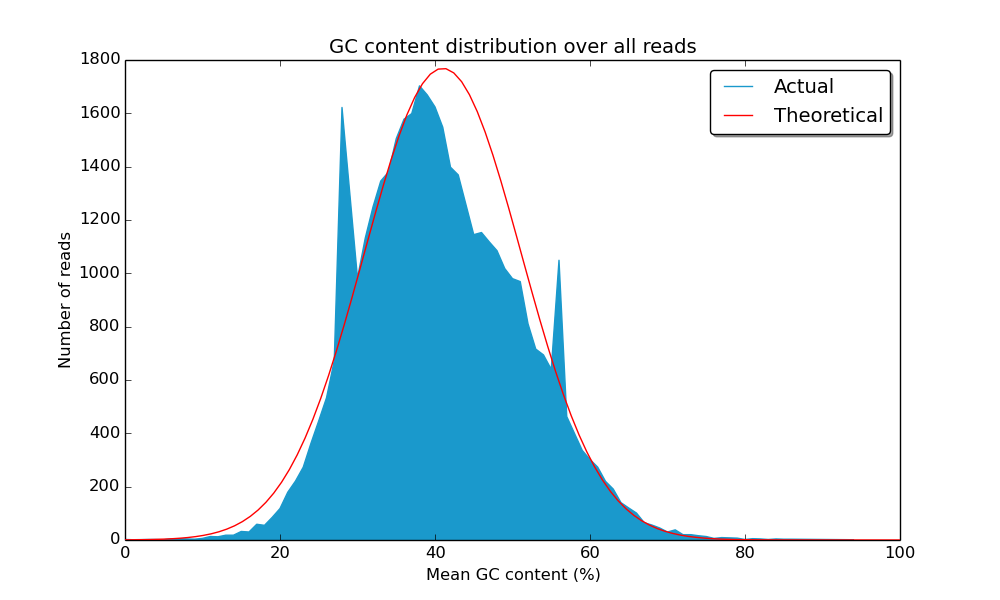 GC content distribution over all reads
Actual
Theoretical
1800
1600
1400
1200
1000
800
600
400
200
0
Number of reads
0 20 40 60 80 100
Mean GC content (%)